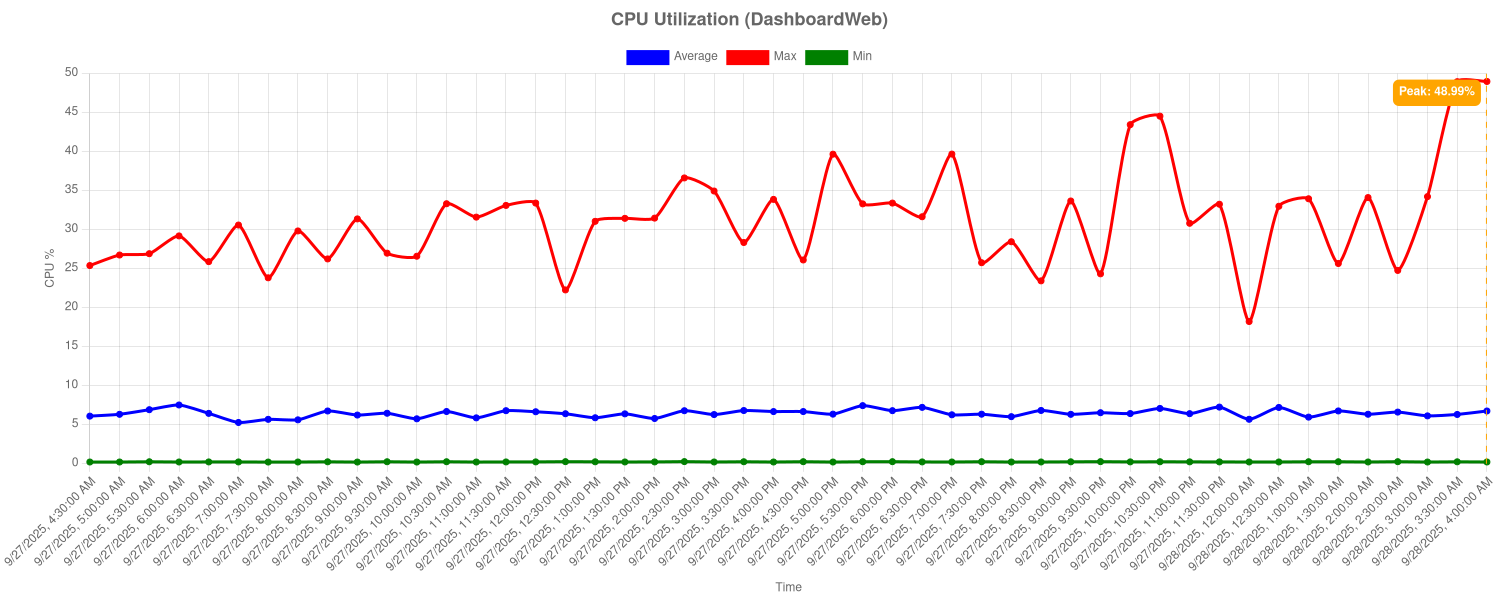 CPU Utilization (DashboardWeb)
Average Max Min
50
45
40
35
30
25
20
15
10
5
0
CPU %
Peak: 48.99%
9/27/2025, 4:30:00 AM
9/27/2025, 5:00:00 AM
9/27/2025, 5:30:00 AM
9/27/2025, 6:00:00 AM
9/27/2025, 6:30:00 AM
9/27/2025, 7:00:00 AM
9/27/2025, 7:30:00 AM
9/27/2025, 8:00:00 AM
9/27/2025, 8:30:00 AM
9/27/2025, 9:00:00 AM
9/27/2025, 9:30:00 AM
9/27/2025, 10:00:00 AM
9/27/2025, 10:30:00 AM
9/27/2025, 11:00:00 AM
9/27/2025, 11:30:00 AM
9/27/2025, 12:00:00 PM
9/27/2025, 12:30:00 PM
9/27/2025, 1:00:00 PM
9/27/2025, 1:30:00 PM
9/27/2025, 2:00:00 PM
9/27/2025, 2:30:00 PM
9/27/2025, 3:00:00 PM
9/27/2025, 3:30:00 PM
9/27/2025, 4:00:00 PM
9/27/2025, 4:30:00 PM
9/27/2025, 5:00:00 PM
9/27/2025, 5:30:00 PM
9/27/2025, 6:00:00 PM
9/27/2025, 6:30:00 PM
9/27/2025, 7:00:00 PM
9/27/2025, 7:30:00 PM
9/27/2025, 8:00:00 PM
9/27/2025, 8:30:00 PM
9/27/2025, 9:00:00 PM
9/27/2025, 9:30:00 PM
9/27/2025, 10:00:00 PM
9/27/2025, 10:30:00 PM
9/27/2025, 11:00:00 PM
9/27/2025, 11:30:00 PM
9/28/2025, 12:00:00 AM
9/28/2025, 12:30:00 AM
9/28/2025, 1:00:00 AM
9/28/2025, 1:30:00 AM
9/28/2025, 2:00:00 AM
9/28/2025, 2:30:00 AM
9/28/2025, 3:00:00 AM
9/28/2025, 3:30:00 AM
9/28/2025, 4:00:00 AM
Time